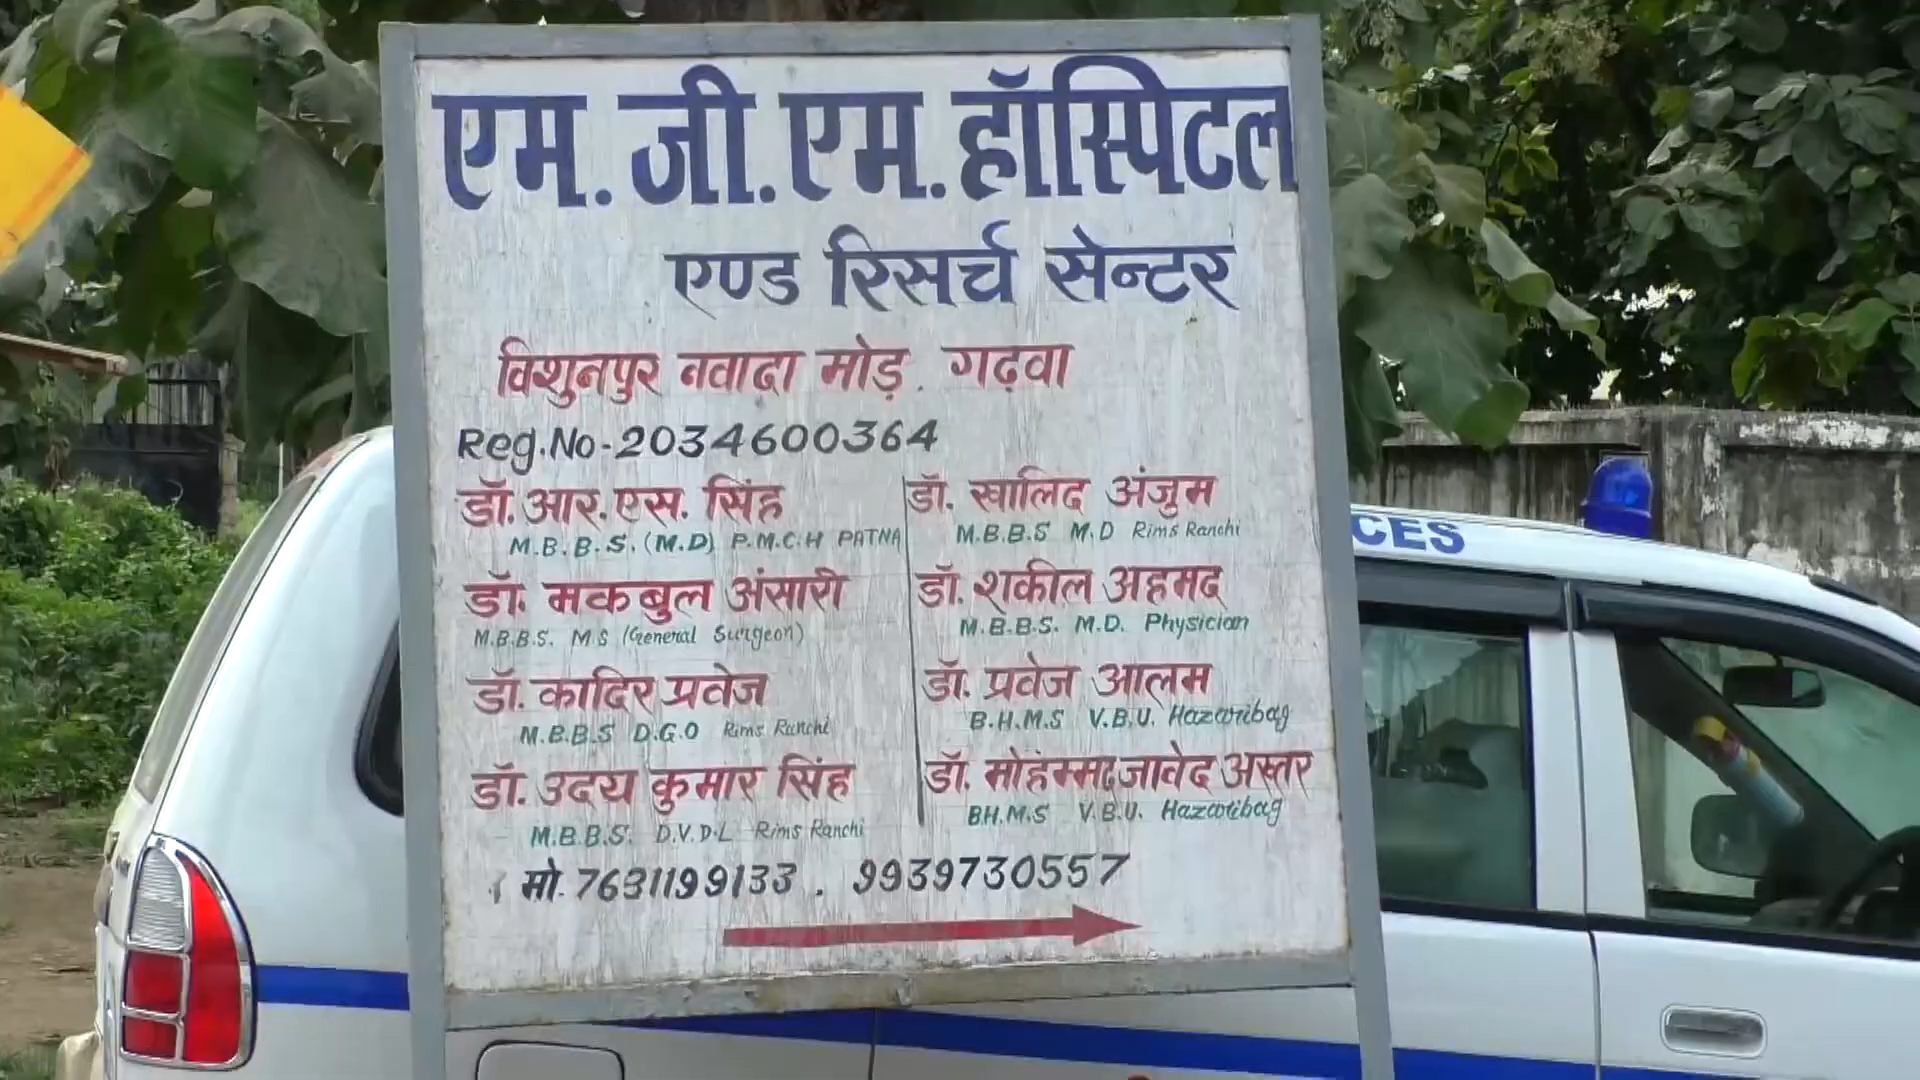 एम. जी. एम. हॉस्पिटल
एण्ड रिसर्च सेन्टर
विशुनपुर नवादा मोड़. गढ़वा
Reg.No-2034600364
डॉ. आर. एस. सिंह
M.B.B.S. (M.D) P.M.C.H PATNA
डॉ. मकबुल अंसारी
M.B.B.S. M S (General Surgeon)
डॉ. कादिर प्रवेज
M.B.B.S D.G.O Rims Ranchi
डॉ. उदय कुमार सिंह
M.B.B.S. D.V.D.L Rims Ranchi
डॉ. खालिद अंजुम
M.B.B.S M.D Rims Ranchi
डॉ. शकील अहमद
M.B.B.S. M.D. Physician
डॉ. प्रवेज आलम
B.H.M.S V.B.U. Hazaribag
डॉ. मोहम्मद जावेद अख्तर
B.H.M.S V.B.U. Hazaribag
मो. 7631199133 . 9939730557
CES